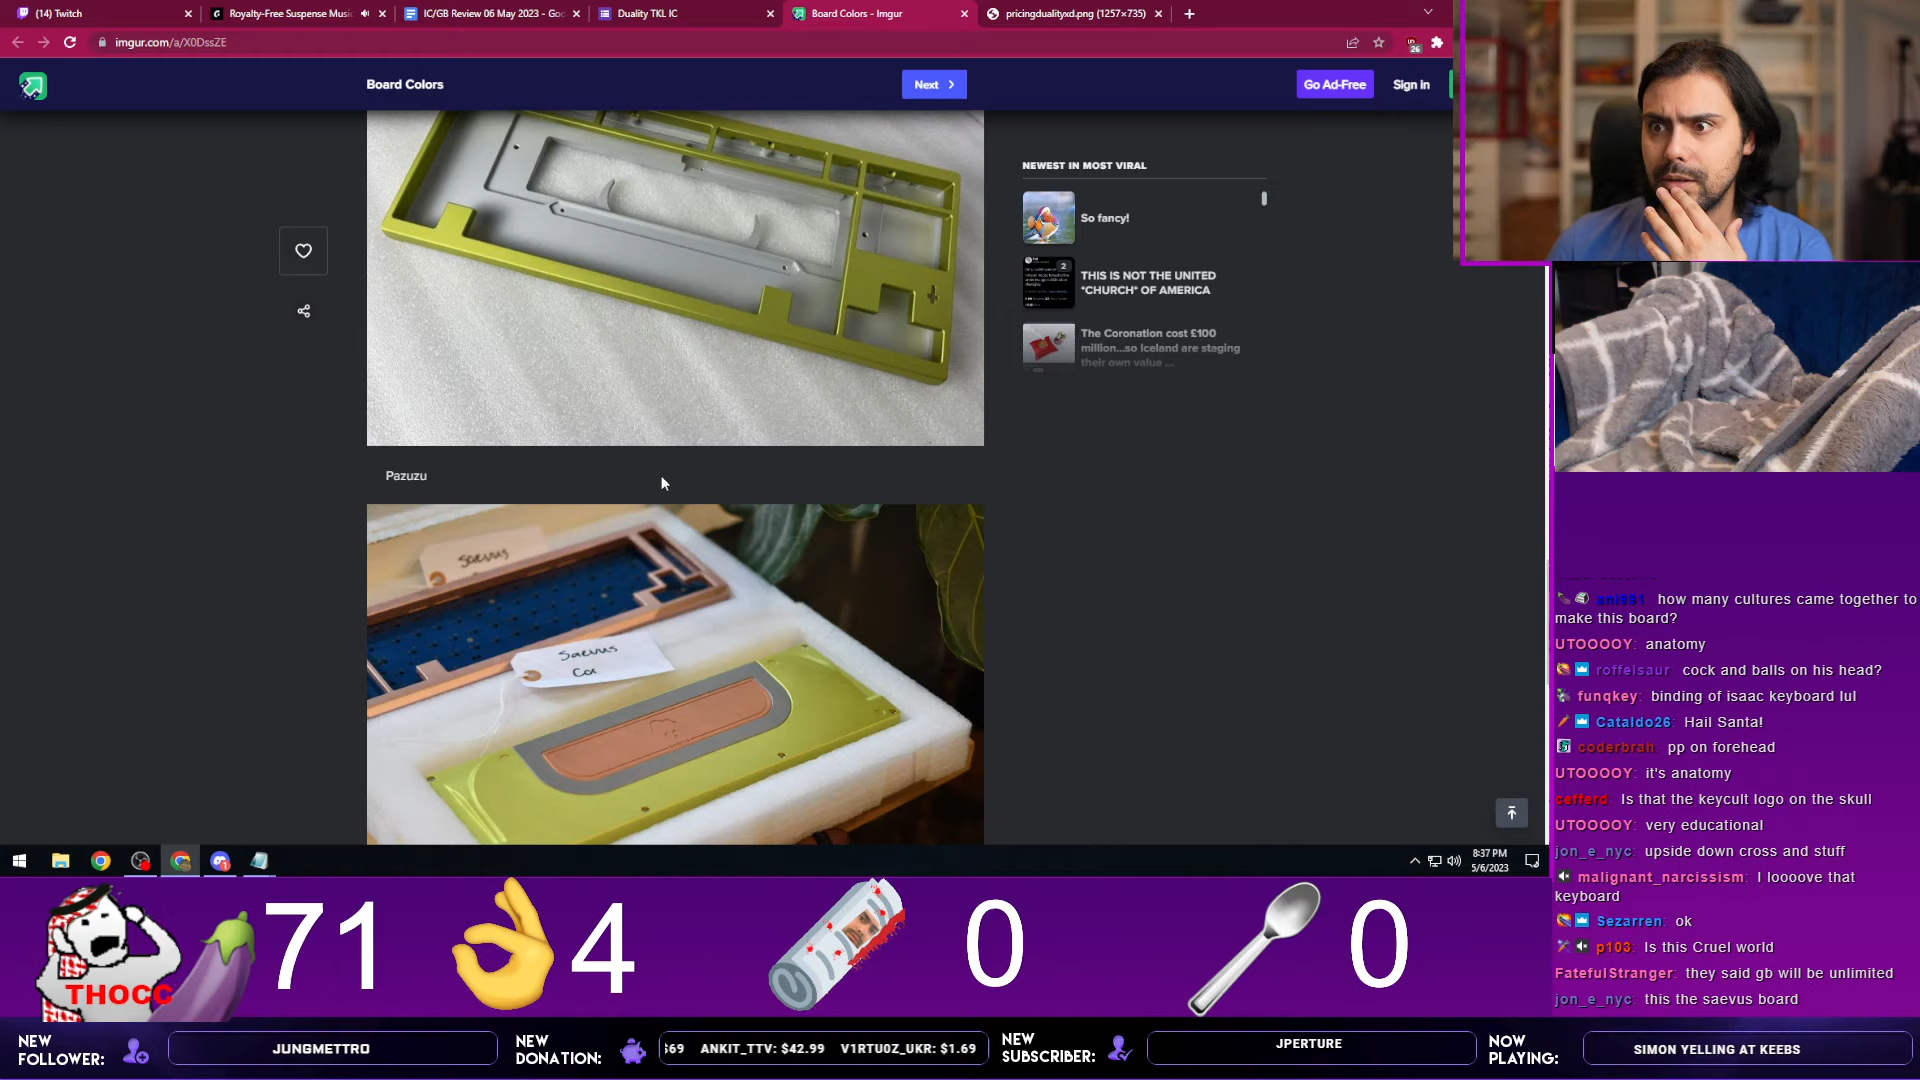 (14) Twitch
Royalty-Free Suspense Music
IC/GB Review 06 May 2023 - Goo
Duality TKL IC
Board Colors - Imgur
pricingdualityxd.png (1257×735)
imgur.com/a/X0DssZE
26
Board Colors
Next
Go Ad-Free
Sign in
NEWEST IN MOST VIRAL
So fancy!
2
THIS IS NOT THE UNITED
*CHURCH* OF AMERICA
The Coronation cost £100
million...so Iceland are staging
their own value ...
Pazuzu
Saevus
Saevus
8:37 PM
5/6/2023
how many cultures came together to
make this board?
UTOOOOY: anatomy
roffelsaur: cock and balls on his head?
funqkey: binding of isaac keyboard lul
Cataldo26: Hail Santa!
coderbrah: pp on forehead
UTOOOOY: it's anatomy
cefferd: Is that the keycult logo on the skull
UTOOOOY: very educational
jon_e_nyc: upside down cross and stuff
malignant_narcissism: I loooove that
keyboard
Sezarren: ok
p103: Is this Cruel world
FatefulStranger: they said gb will be unlimited
jon_e_nyc: this the saevus board
THOCC
71
4
0
0
NEW
FOLLOWER:
JUNGMETTRO
NEW
DONATION:
$69 ANKIT_TTV: $42.99 V1RTU0Z_UKR: $1.69
NEW
SUBSCRIBER:
JPERTURE
NOW
PLAYING:
SIMON YELLING AT KEEBS